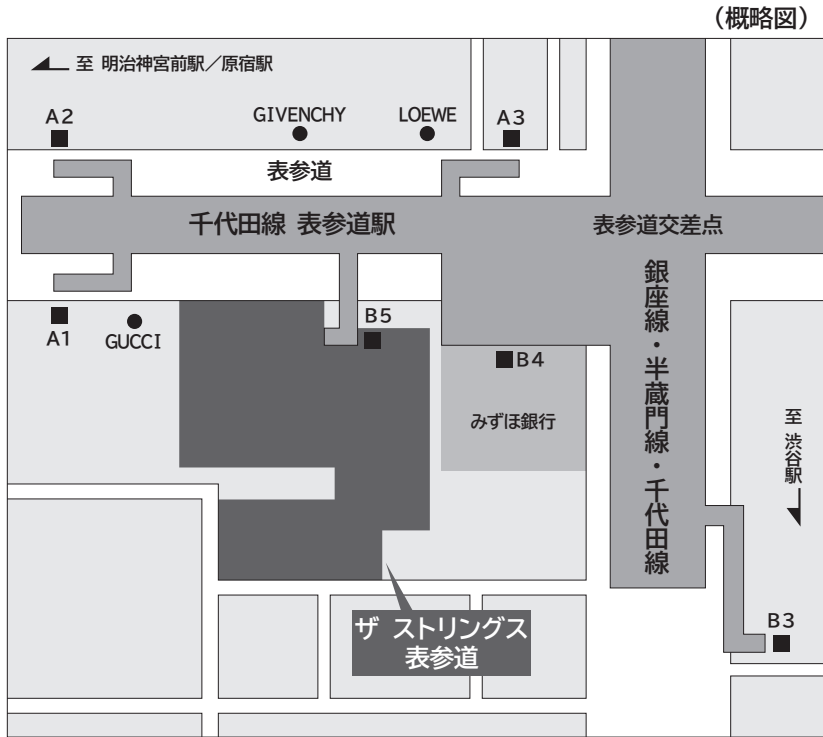 （概略図）
至 明治神宮前駅／原宿駅
A2
GIVENCHY
LOEWE
A3
表参道
千代田線 表参道駅
表参道交差点
銀座線・半蔵門線・千代田線
A1
GUCCI
B5
B4
みずほ銀行
至 渋谷駅
ザ ストリングス
表参道
B3